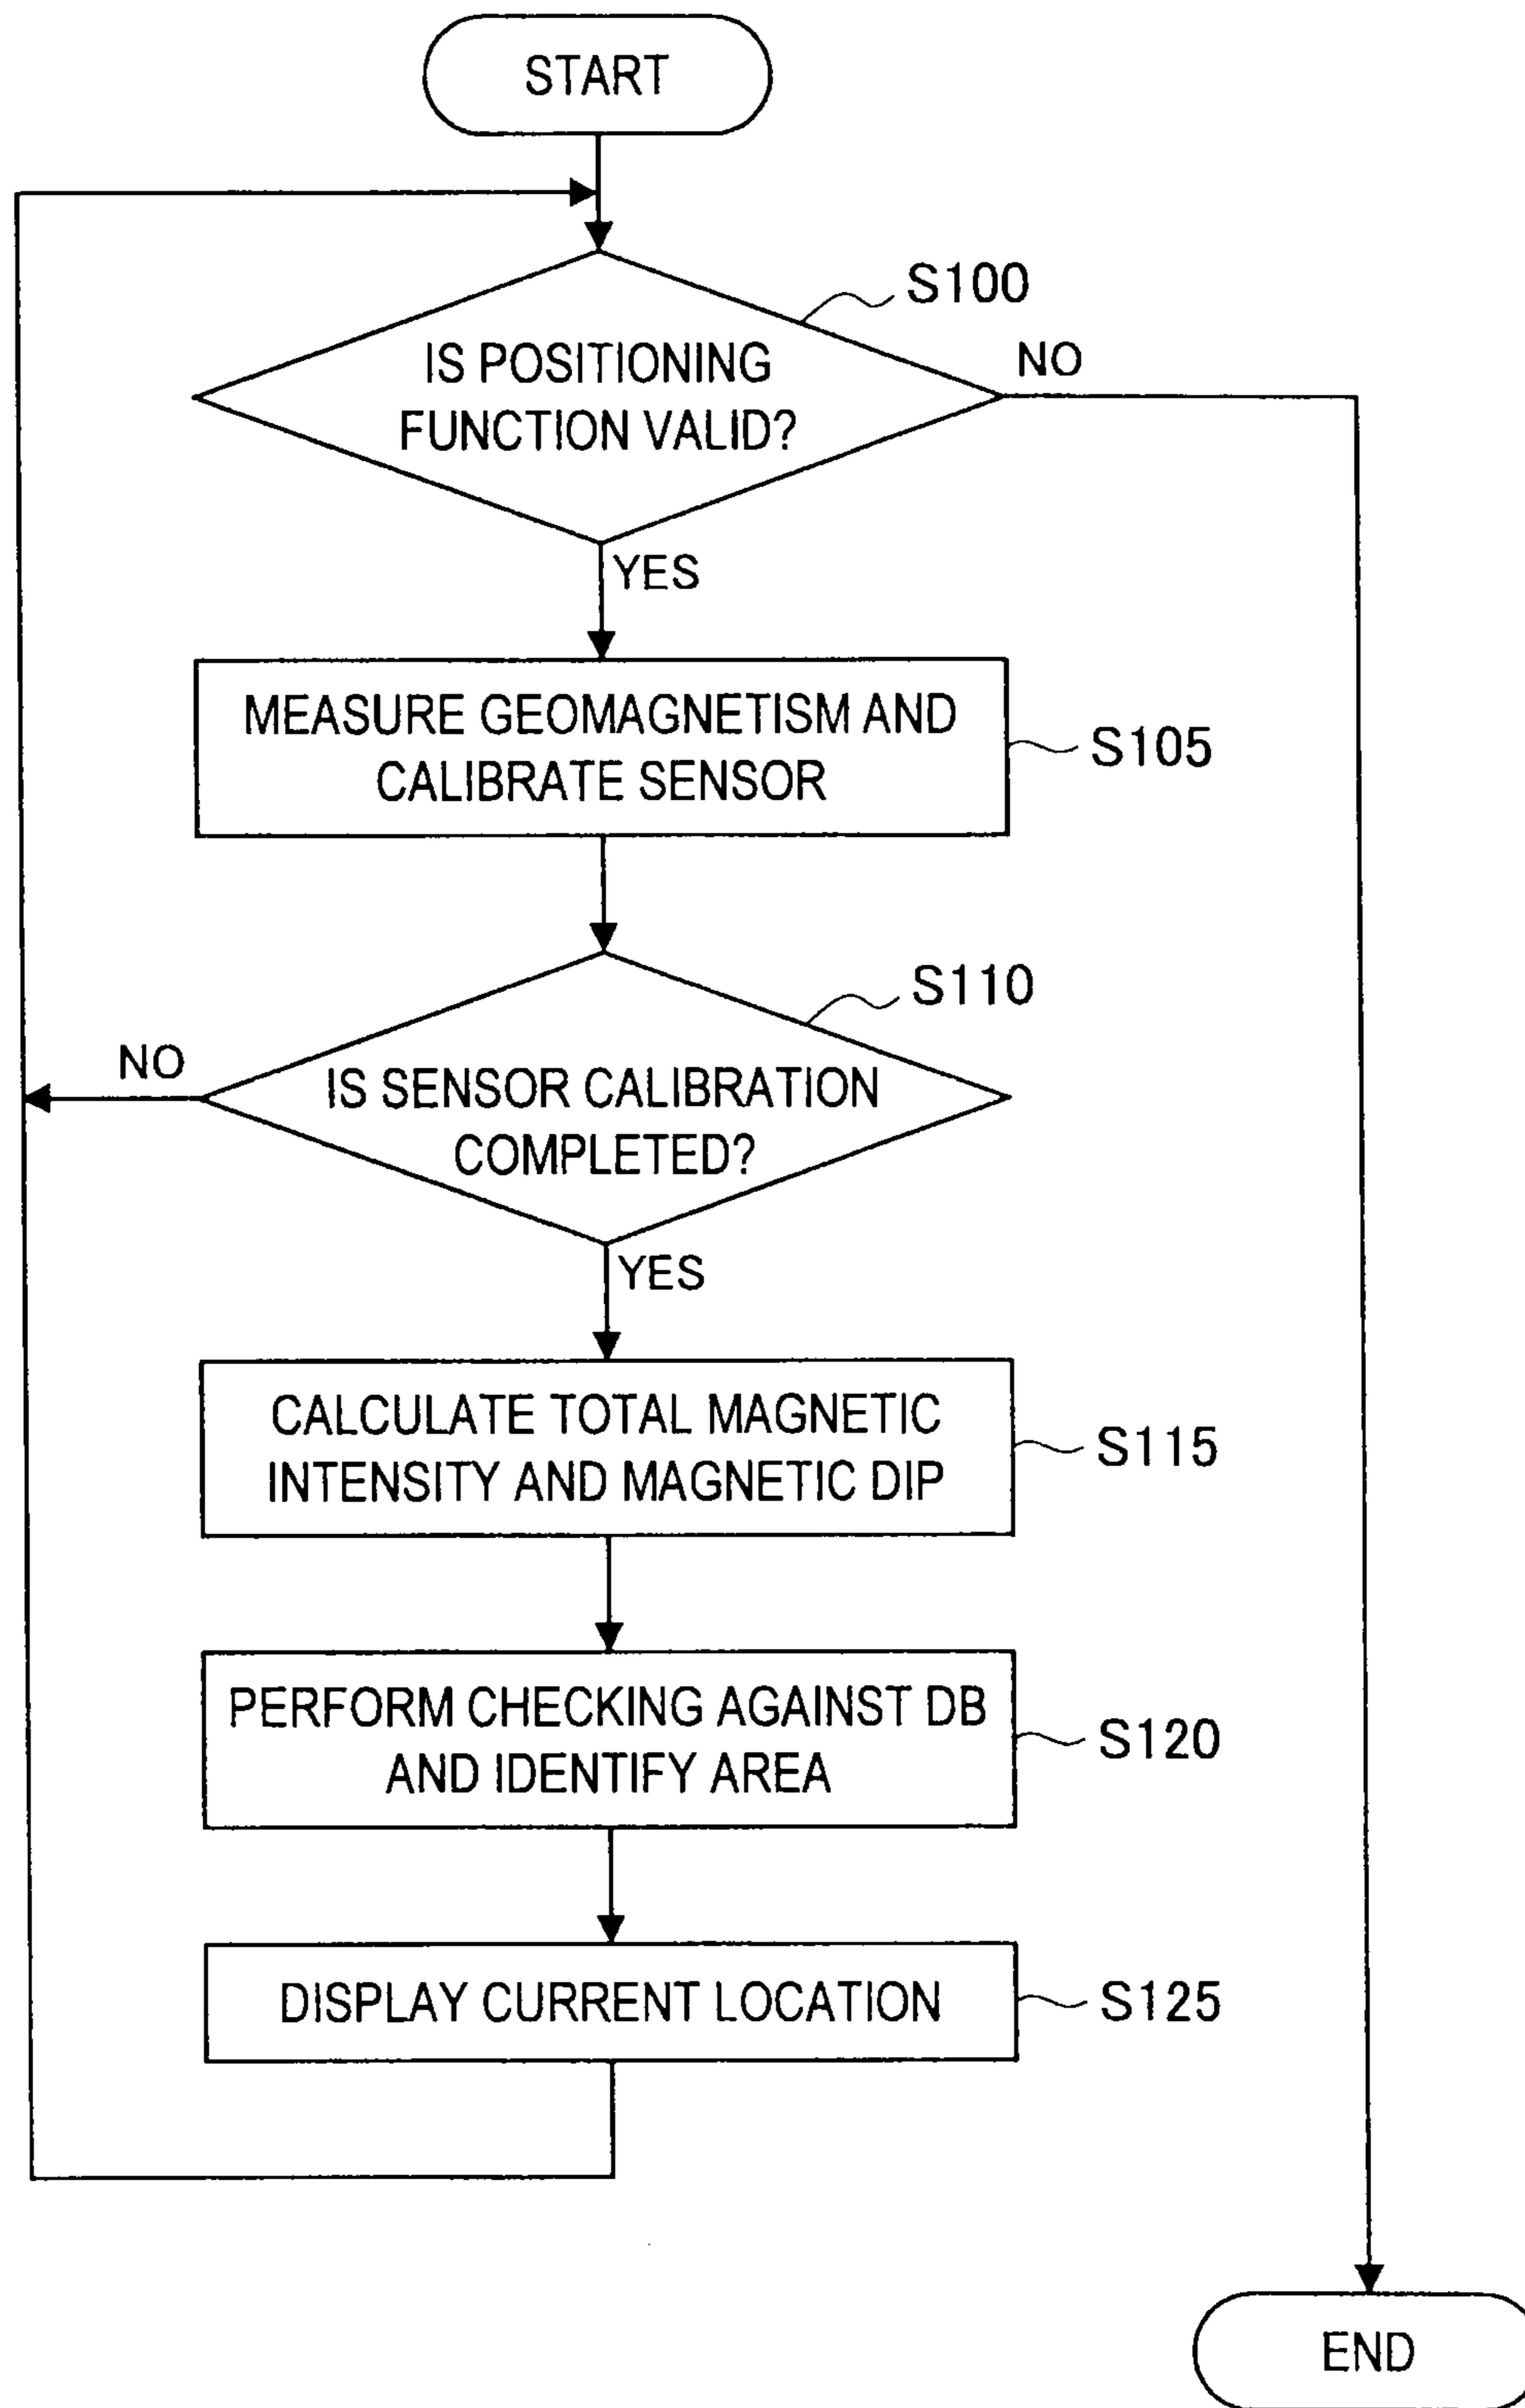 START
S100
IS POSITIONING
FUNCTION VALID?
NO
YES
MEASURE GEOMAGNETISM AND
CALIBRATE SENSOR
S105
S110
NO
IS SENSOR CALIBRATION
COMPLETED?
YES
CALCULATE TOTAL MAGNETIC
INTENSITY AND MAGNETIC DIP
S115
PERFORM CHECKING AGAINST DB
AND IDENTIFY AREA
S120
DISPLAY CURRENT LOCATION
S125
END